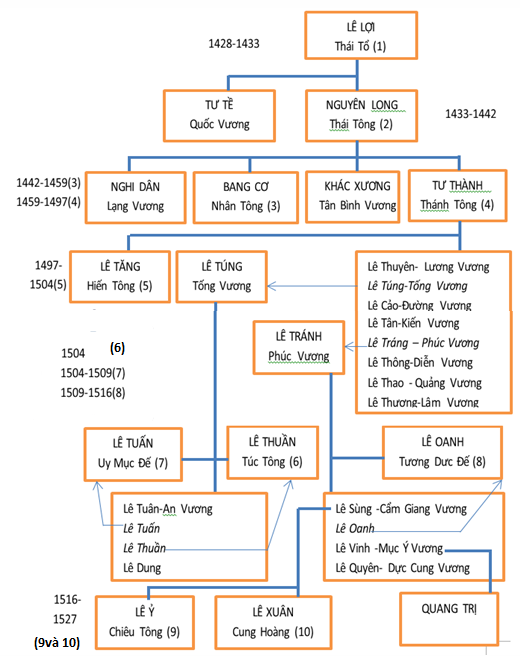 LÊ LỢI
Thái Tổ (1)
1428-1433
TƯ TỀ
Quốc Vương
NGUYÊN LONG
Thái Tông (2)
1433-1442
1442-1459(3)
1459-1497(4)
NGHI DÂN
Lạng Vương
BANG CƠ
Nhân Tông (3)
KHÁC XƯƠNG
Tân Bình Vương
TƯ THÀNH
Thánh Tông (4)
1497-
1504(5)
LÊ TĂNG
Hiến Tông (5)
LÊ TÚNG
Tống Vương
Lê Thuyên- Lương Vương
Lê Túng-Tống Vương
Lê Cảo-Đường Vương
Lê Tân-Kiến Vương
Lê Tráng – Phúc Vương
Lê Thông-Diễn Vương
Lê Thao - Quảng Vương
Lê Thương-Lâm Vương
(6)
1504
1504-1509(7)
1509-1516(8)
LÊ TRÁNH
Phúc Vương
LÊ TUẤN
Uy Mục Đế (7)
LÊ THUẦN
Túc Tông (6)
LÊ OANH
Tương Dưc Đế (8)
Lê Tuân-An Vương
Lê Tuấn
Lê Thuần
Lê Dung
Lê Sùng -Cẩm Giang Vương
Lê Oanh
Lê Vinh -Mục Ý Vương
Lê Quyên- Dực Cung Vương
1516-
1527
(9và 10)
LÊ Ỷ
Chiêu Tông (9)
LÊ XUÂN
Cung Hoàng (10)
QUANG TRỊ